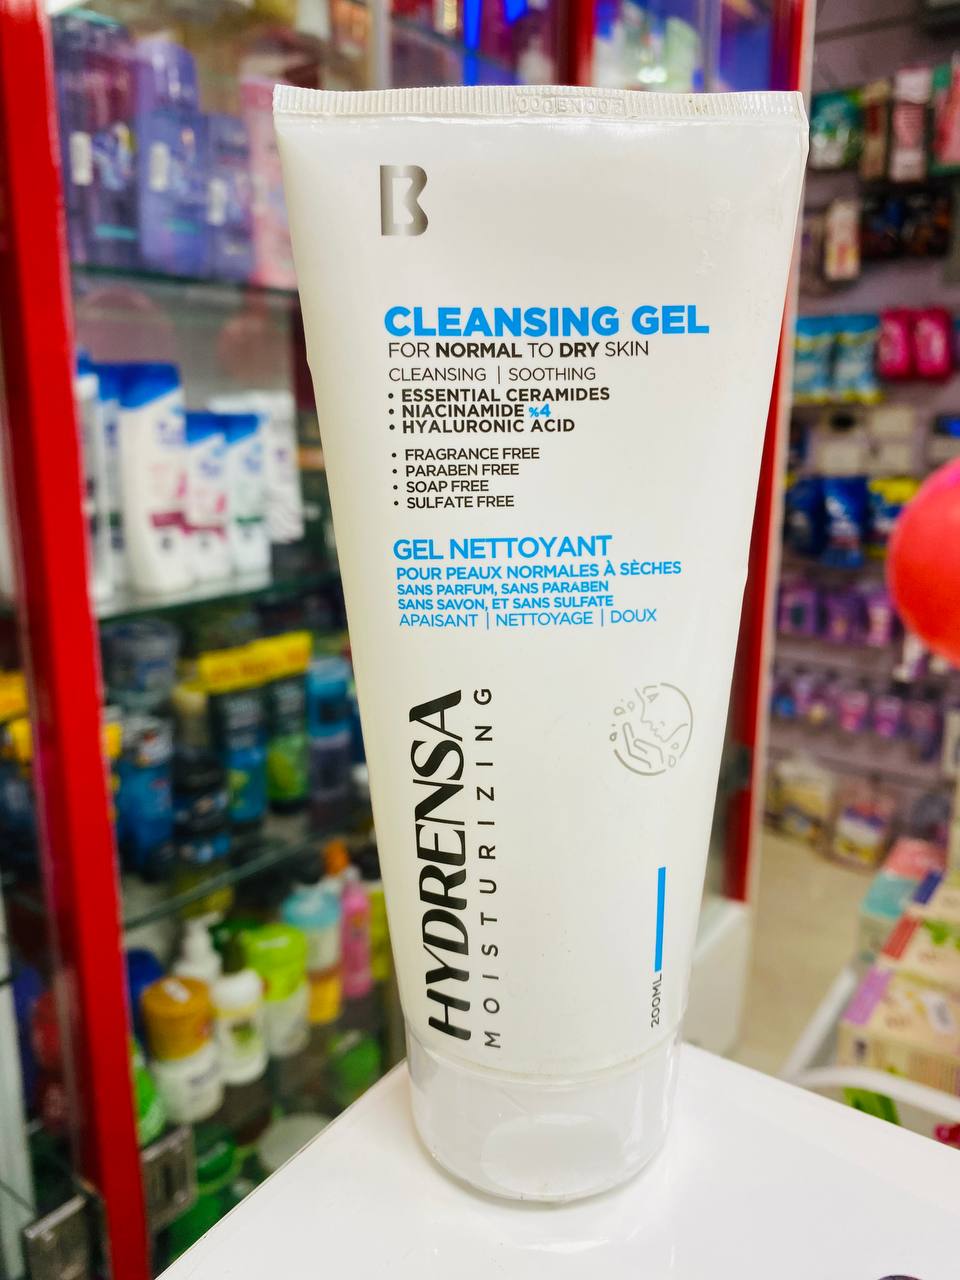 B
CLEANSING GEL
FOR NORMAL TO DRY SKIN
CLEANSING | SOOTHING
• ESSENTIAL CERAMIDES
• NIACINAMIDE %4
• HYALURONIC ACID
• FRAGRANCE FREE
• PARABEN FREE
• SOAP FREE
• SULFATE FREE
GEL NETTOYANT
POUR PEAUX NORMALES À SÈCHES
SANS PARFUM, SANS PARABEN
SANS SAVON, ET SANS SULFATE
APAISANT | NETTOYAGE | DOUX
HYDRENSA
MOISTURIZING
200ML